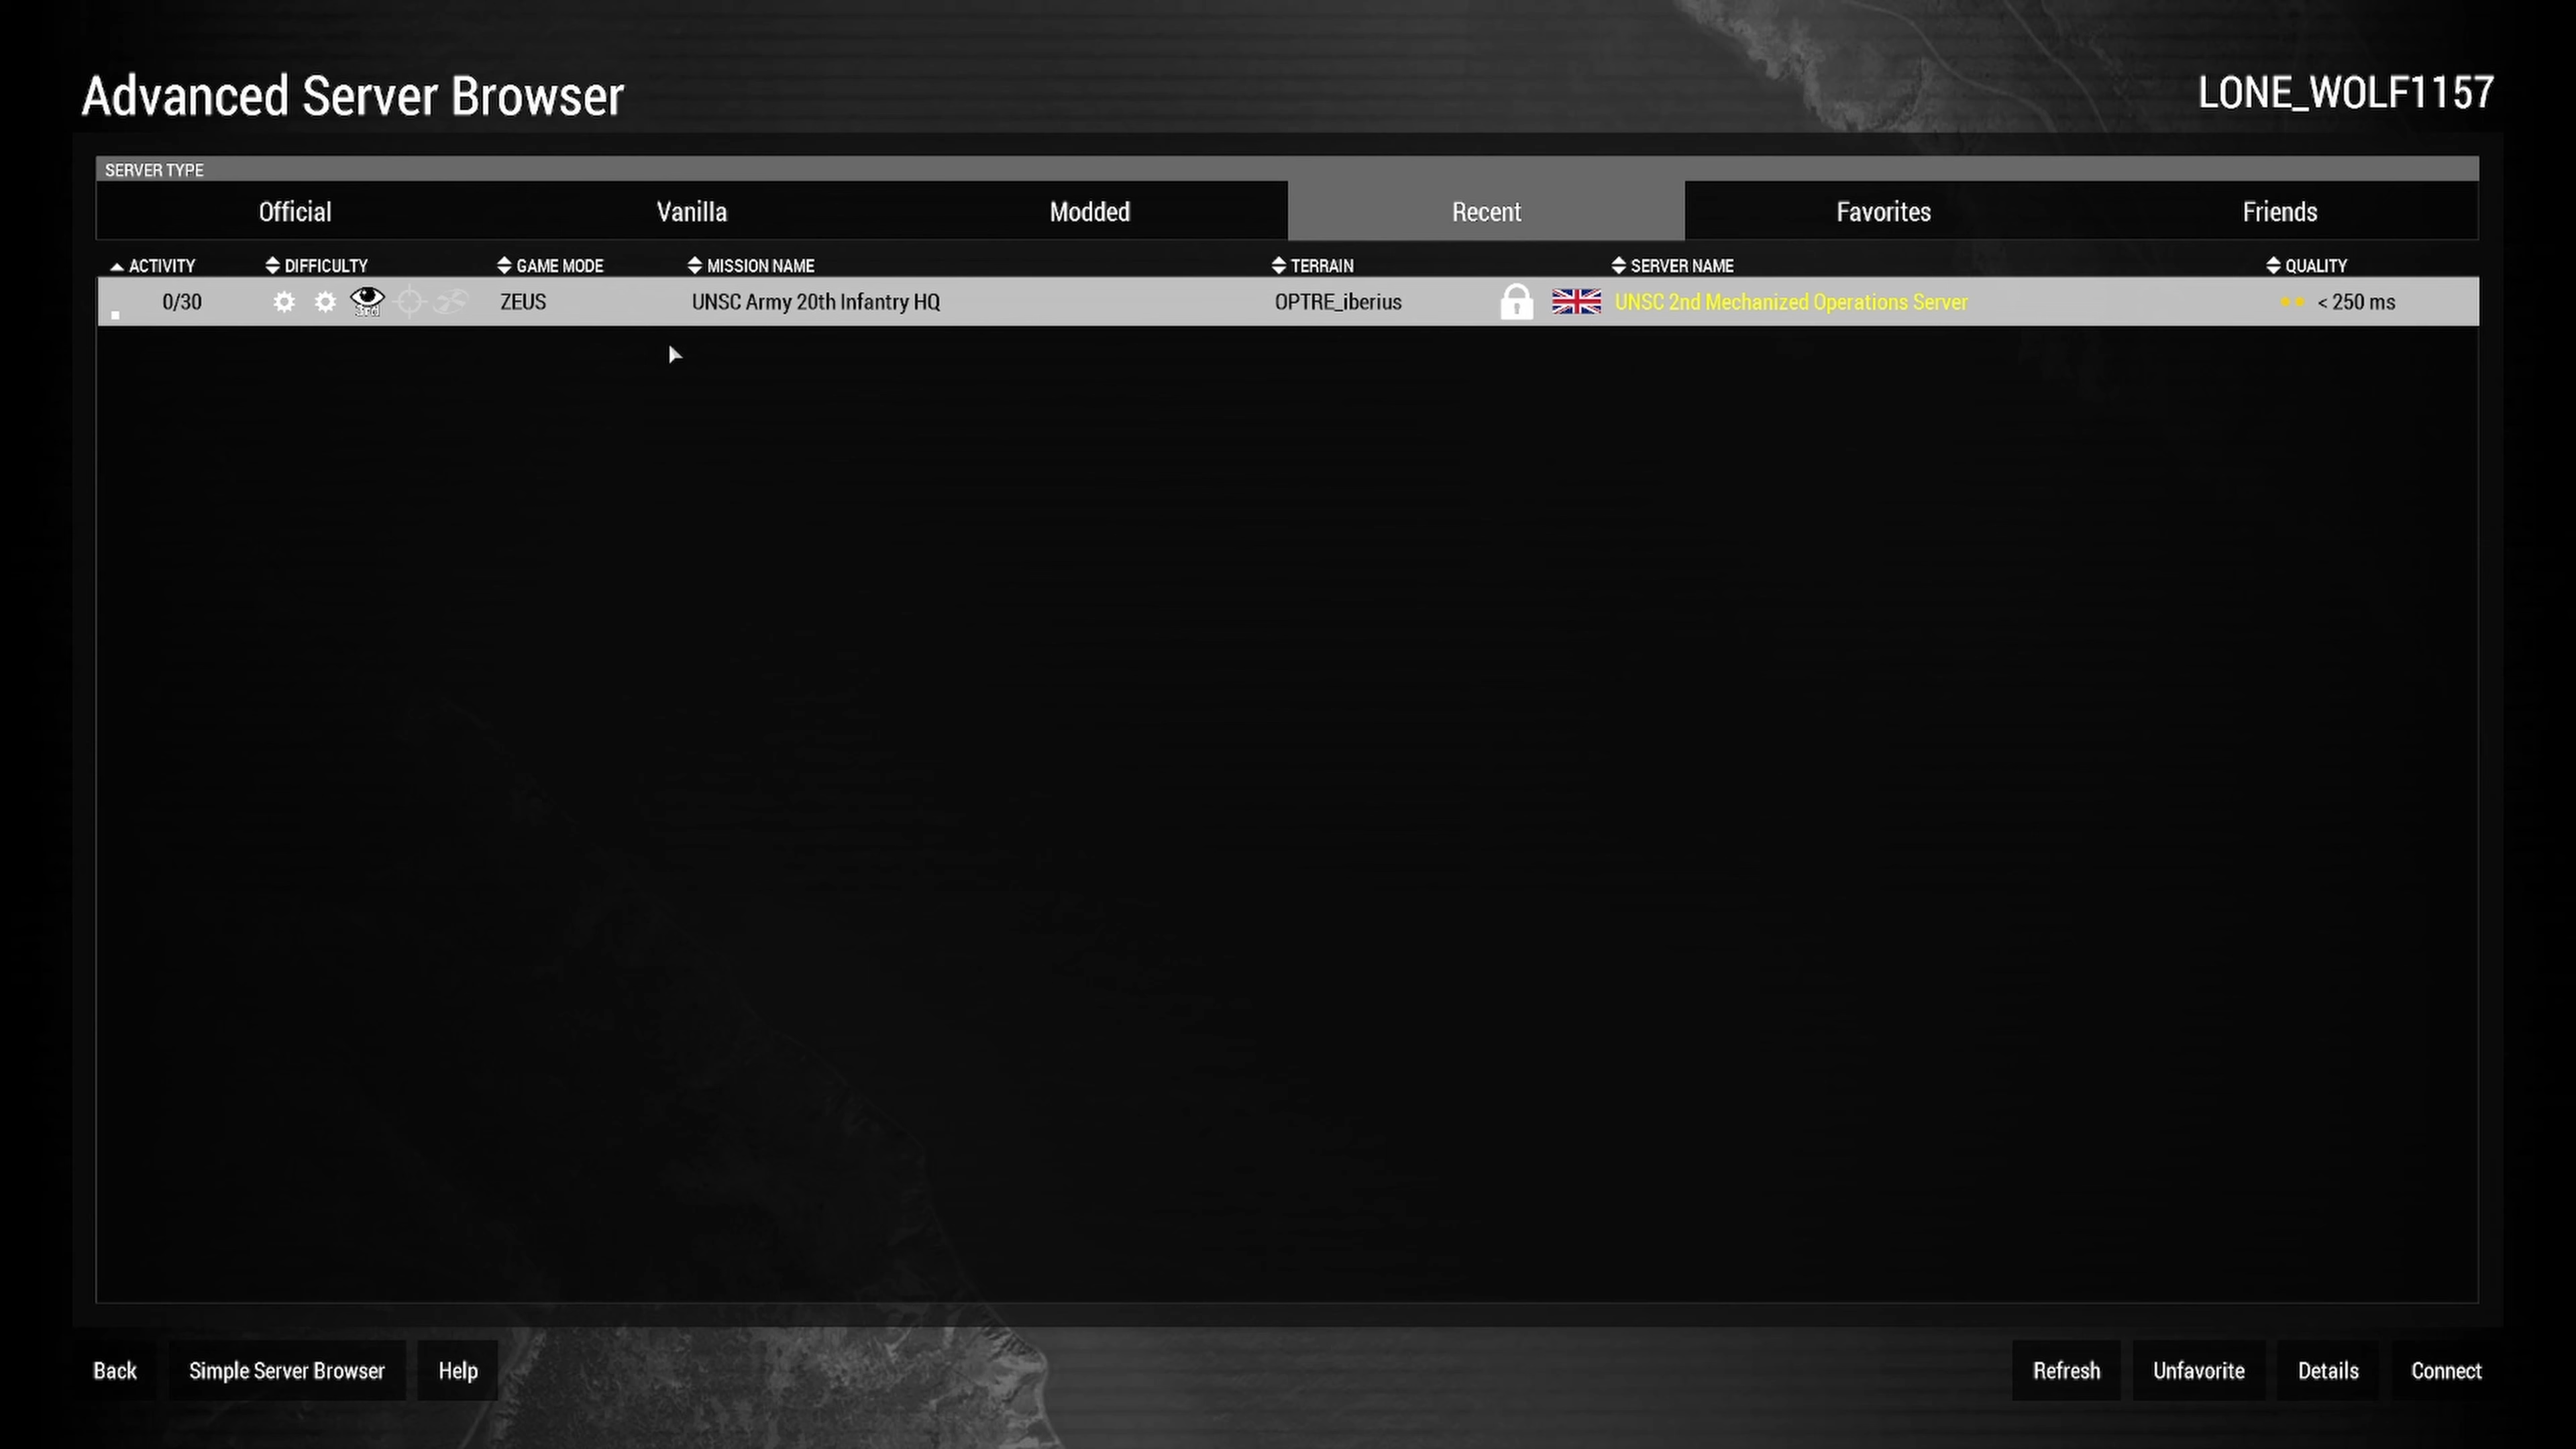 Advanced Server Browser
LONE_WOLF1157
SERVER TYPE
Official Vanilla Modded Recent Favorites Friends
ACTIVITY DIFFICULTY GAME MODE MISSION NAME TERRAIN SERVER NAME QUALITY
0/30 3rd ZEUS UNSC Army 20th Infantry HQ OPTRE_iberius UNSC 2nd Mechanized Operations Server < 250 ms
Back Simple Server Browser Help Refresh Unfavorite Details Connect